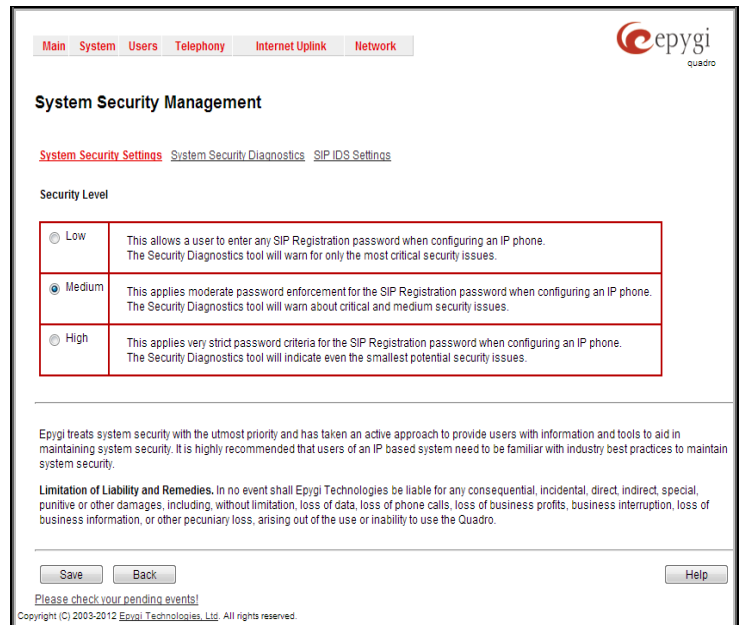 Main System Users Telephony Internet Uplink Network
epygi
quadro
System Security Management
System Security Settings System Security Diagnostics SIP IDS Settings
Security Level
Low
This allows a user to enter any SIP Registration password when configuring an IP phone.
The Security Diagnostics tool will warn for only the most critical security issues.
Medium
This applies moderate password enforcement for the SIP Registration password when configuring an IP phone.
The Security Diagnostics tool will warn about critical and medium security issues.
High
This applies very strict password criteria for the SIP Registration password when configuring an IP phone.
The Security Diagnostics tool will indicate even the smallest potential security issues.
Epygi treats system security with the utmost priority and has taken an active approach to provide users with information and tools to aid in
maintaining system security. It is highly recommended that users of an IP based system need to be familiar with industry best practices to maintain
system security.
Limitation of Liability and Remedies. In no event shall Epygi Technologies be liable for any consequential, incidental, direct, indirect, special,
punitive or other damages, including, without limitation, loss of data, loss of phone calls, loss of business profits, business interruption, loss of
business information, or other pecuniary loss, arising out of the use or inability to use the Quadro.
Save Back Help
Please check your pending events!
Copyright (C) 2003-2012 Epygi Technologies, Ltd. All rights reserved.